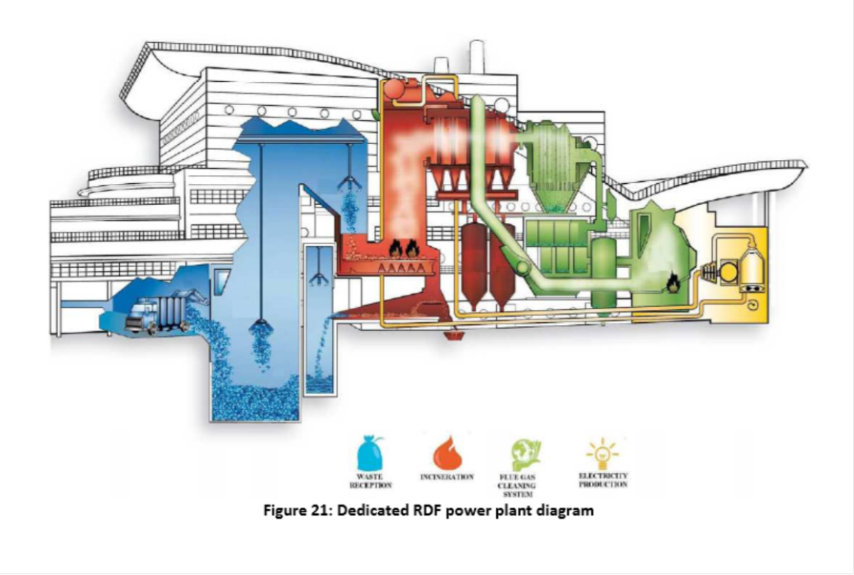 WASTE
RECEPTION
INCINERATION
FLUE GAS
CLEANING
SYSTEM
ELECTRICITY
PRODUCTION
Figure 21: Dedicated RDF power plant diagram